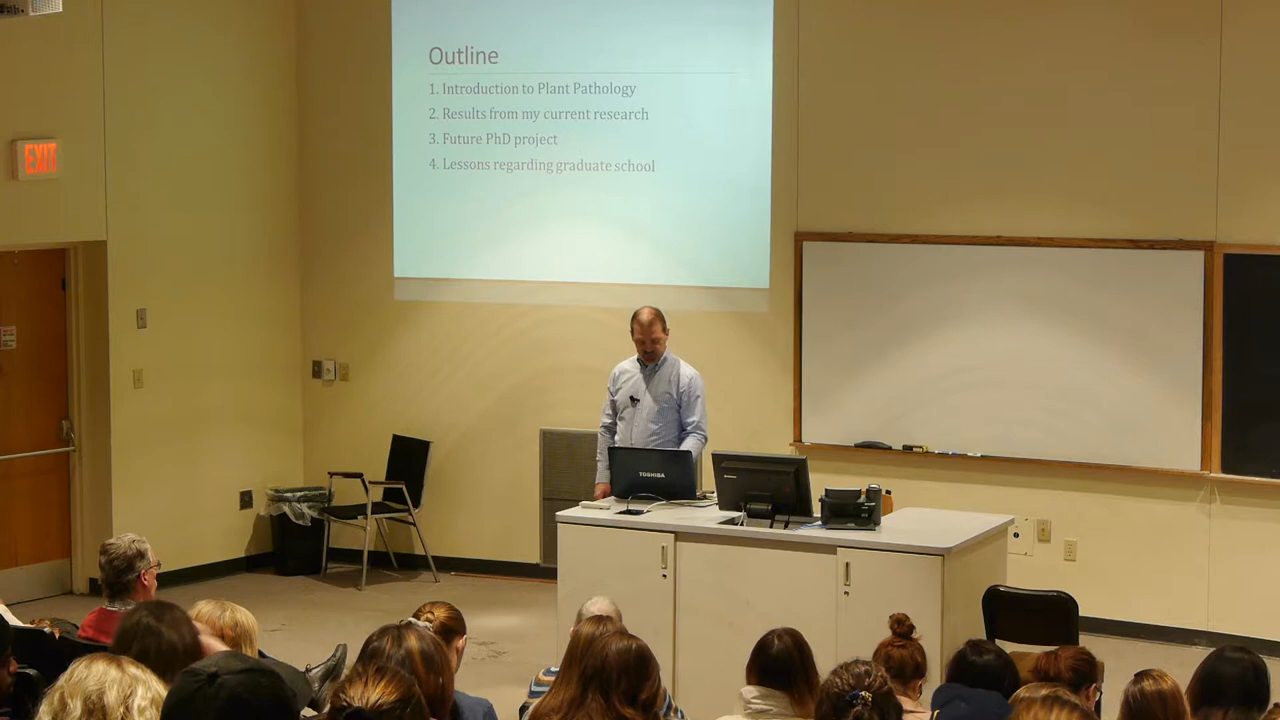 Outline
1. Introduction to Plant Pathology
2. Results from my current research
3. Future PhD project
4. Lessons regarding graduate school
EXIT
TOSHIBA